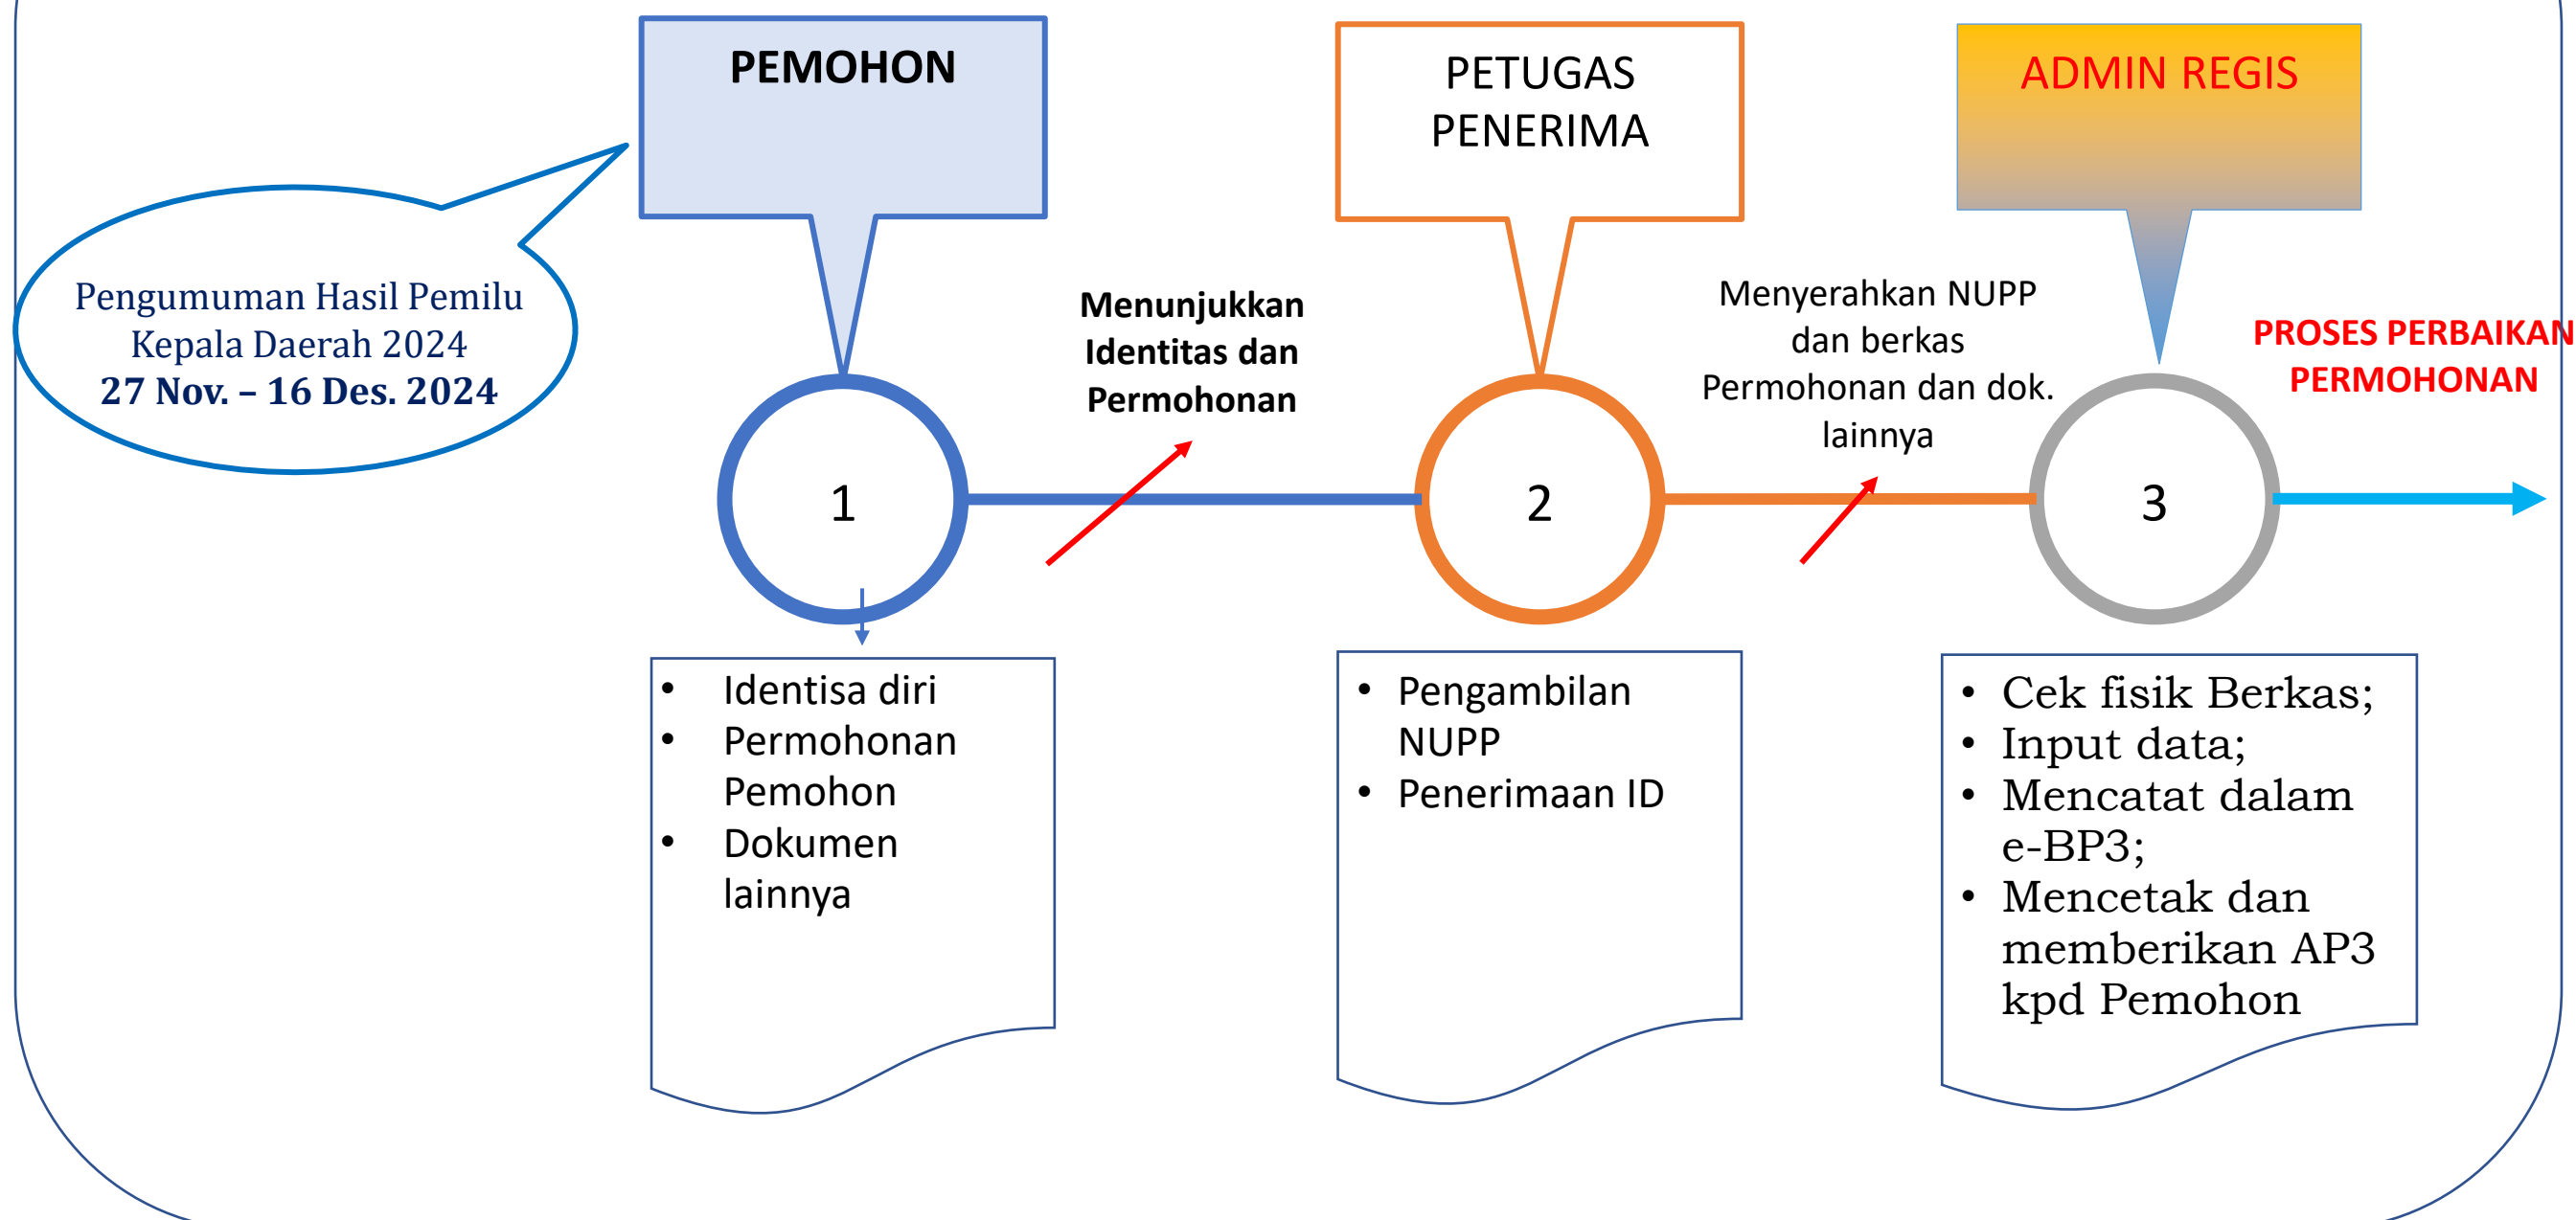 PEMOHON
PETUGAS
PENERIMA
ADMIN REGIS
Pengumuman Hasil Pemilu
Kepala Daerah 2024
27 Nov. – 16 Des. 2024
Menunjukkan
Identitas dan
Permohonan
Menyerahkan NUPP
dan berkas
Permohonan dan dok.
lainnya
PROSES PERBAIKAN
PERMOHONAN
1
2
3
• Identisa diri
• Permohonan
Pemohon
• Dokumen
lainnya
• Pengambilan
NUPP
• Penerimaan ID
• Cek fisik Berkas;
• Input data;
• Mencatat dalam
e-BP3;
• Mencetak dan
memberikan AP3
kpd Pemohon